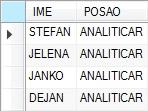 IME POSAO
STEFAN ANALITICAR
JELENA ANALITICAR
JANKO ANALITICAR
DEJAN ANALITICAR